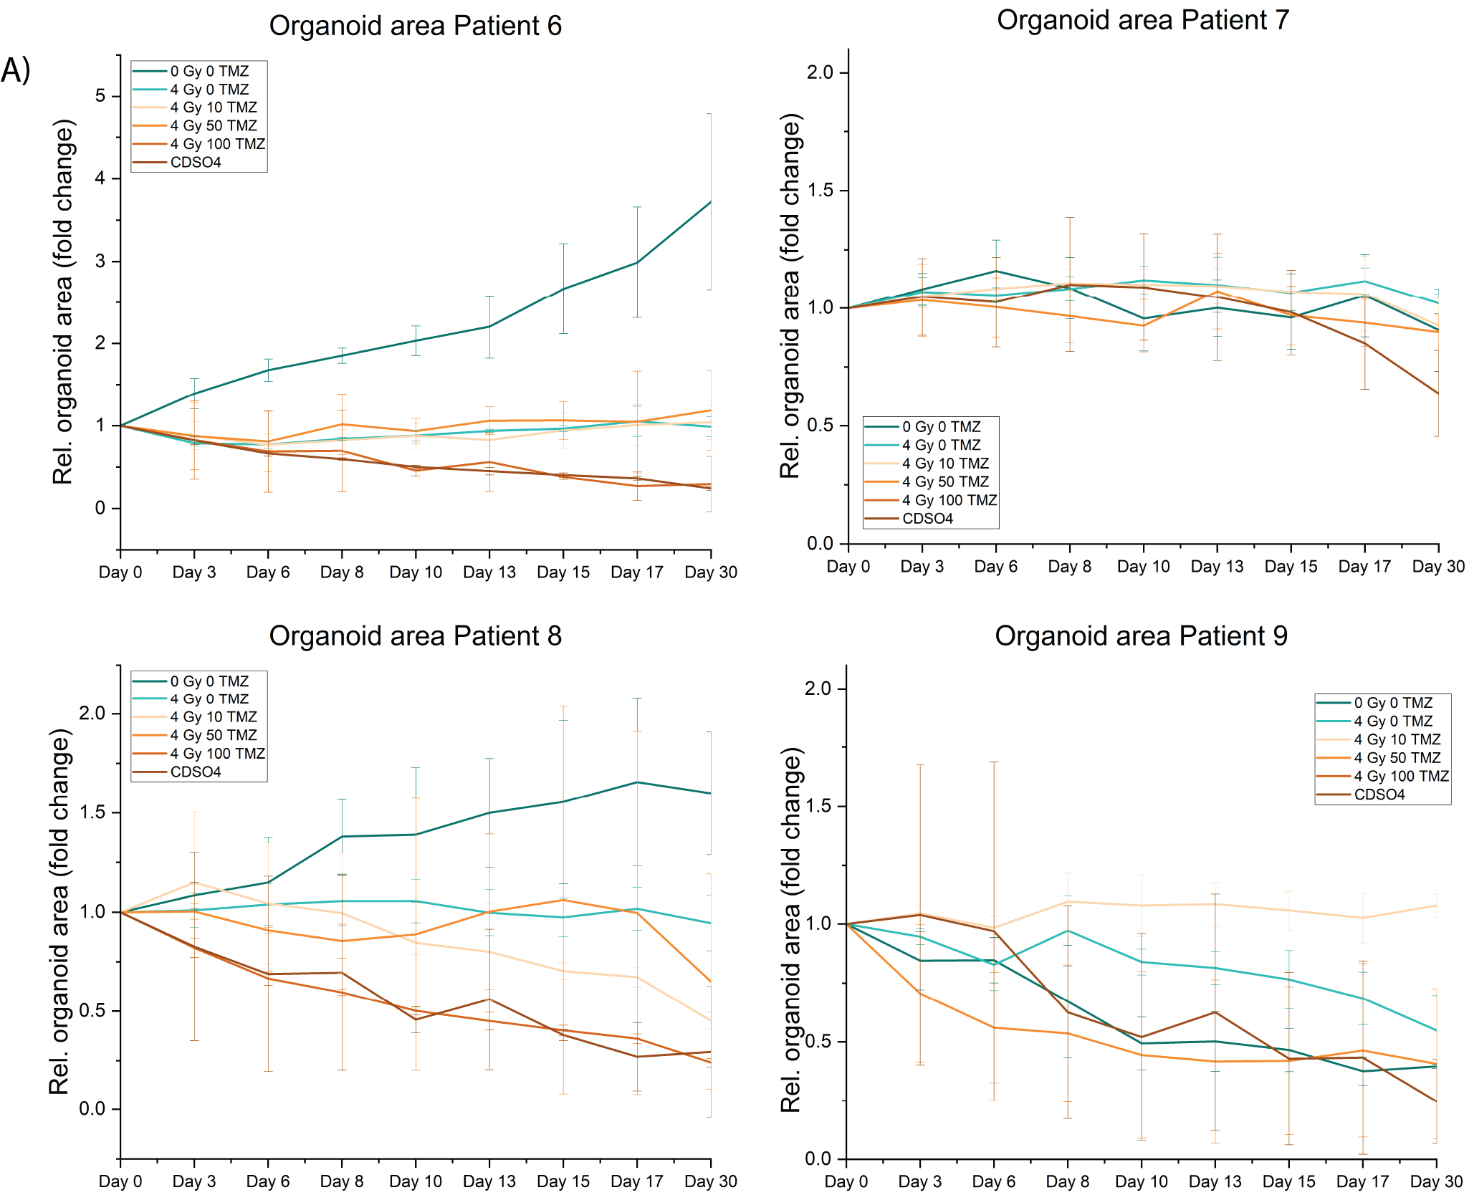 A)
Organoid area Patient 6
Rel. organoid area (fold change)
5
4
3
2
1
0
0 Gy 0 TMZ
4 Gy 0 TMZ
4 Gy 10 TMZ
4 Gy 50 TMZ
4 Gy 100 TMZ
CDSO4
Day 0 Day 3 Day 6 Day 8 Day 10 Day 13 Day 15 Day 17 Day 30
Organoid area Patient 7
Rel. organoid area (fold change)
2.0
1.5
1.0
0.5
0.0
0 Gy 0 TMZ
4 Gy 0 TMZ
4 Gy 10 TMZ
4 Gy 50 TMZ
4 Gy 100 TMZ
CDSO4
Day 0 Day 3 Day 6 Day 8 Day 10 Day 13 Day 15 Day 17 Day 30
Organoid area Patient 8
Rel. organoid area (fold change)
2.0
1.5
1.0
0.5
0.0
0 Gy 0 TMZ
4 Gy 0 TMZ
4 Gy 10 TMZ
4 Gy 50 TMZ
4 Gy 100 TMZ
CDSO4
Day 0 Day 3 Day 6 Day 8 Day 10 Day 13 Day 15 Day 17 Day 30
Organoid area Patient 9
Rel. organoid area (fold change)
2.0
1.5
1.0
0.5
0.0
0 Gy 0 TMZ
4 Gy 0 TMZ
4 Gy 10 TMZ
4 Gy 50 TMZ
4 Gy 100 TMZ
CDSO4
Day 0 Day 3 Day 6 Day 8 Day 10 Day 13 Day 15 Day 17 Day 30